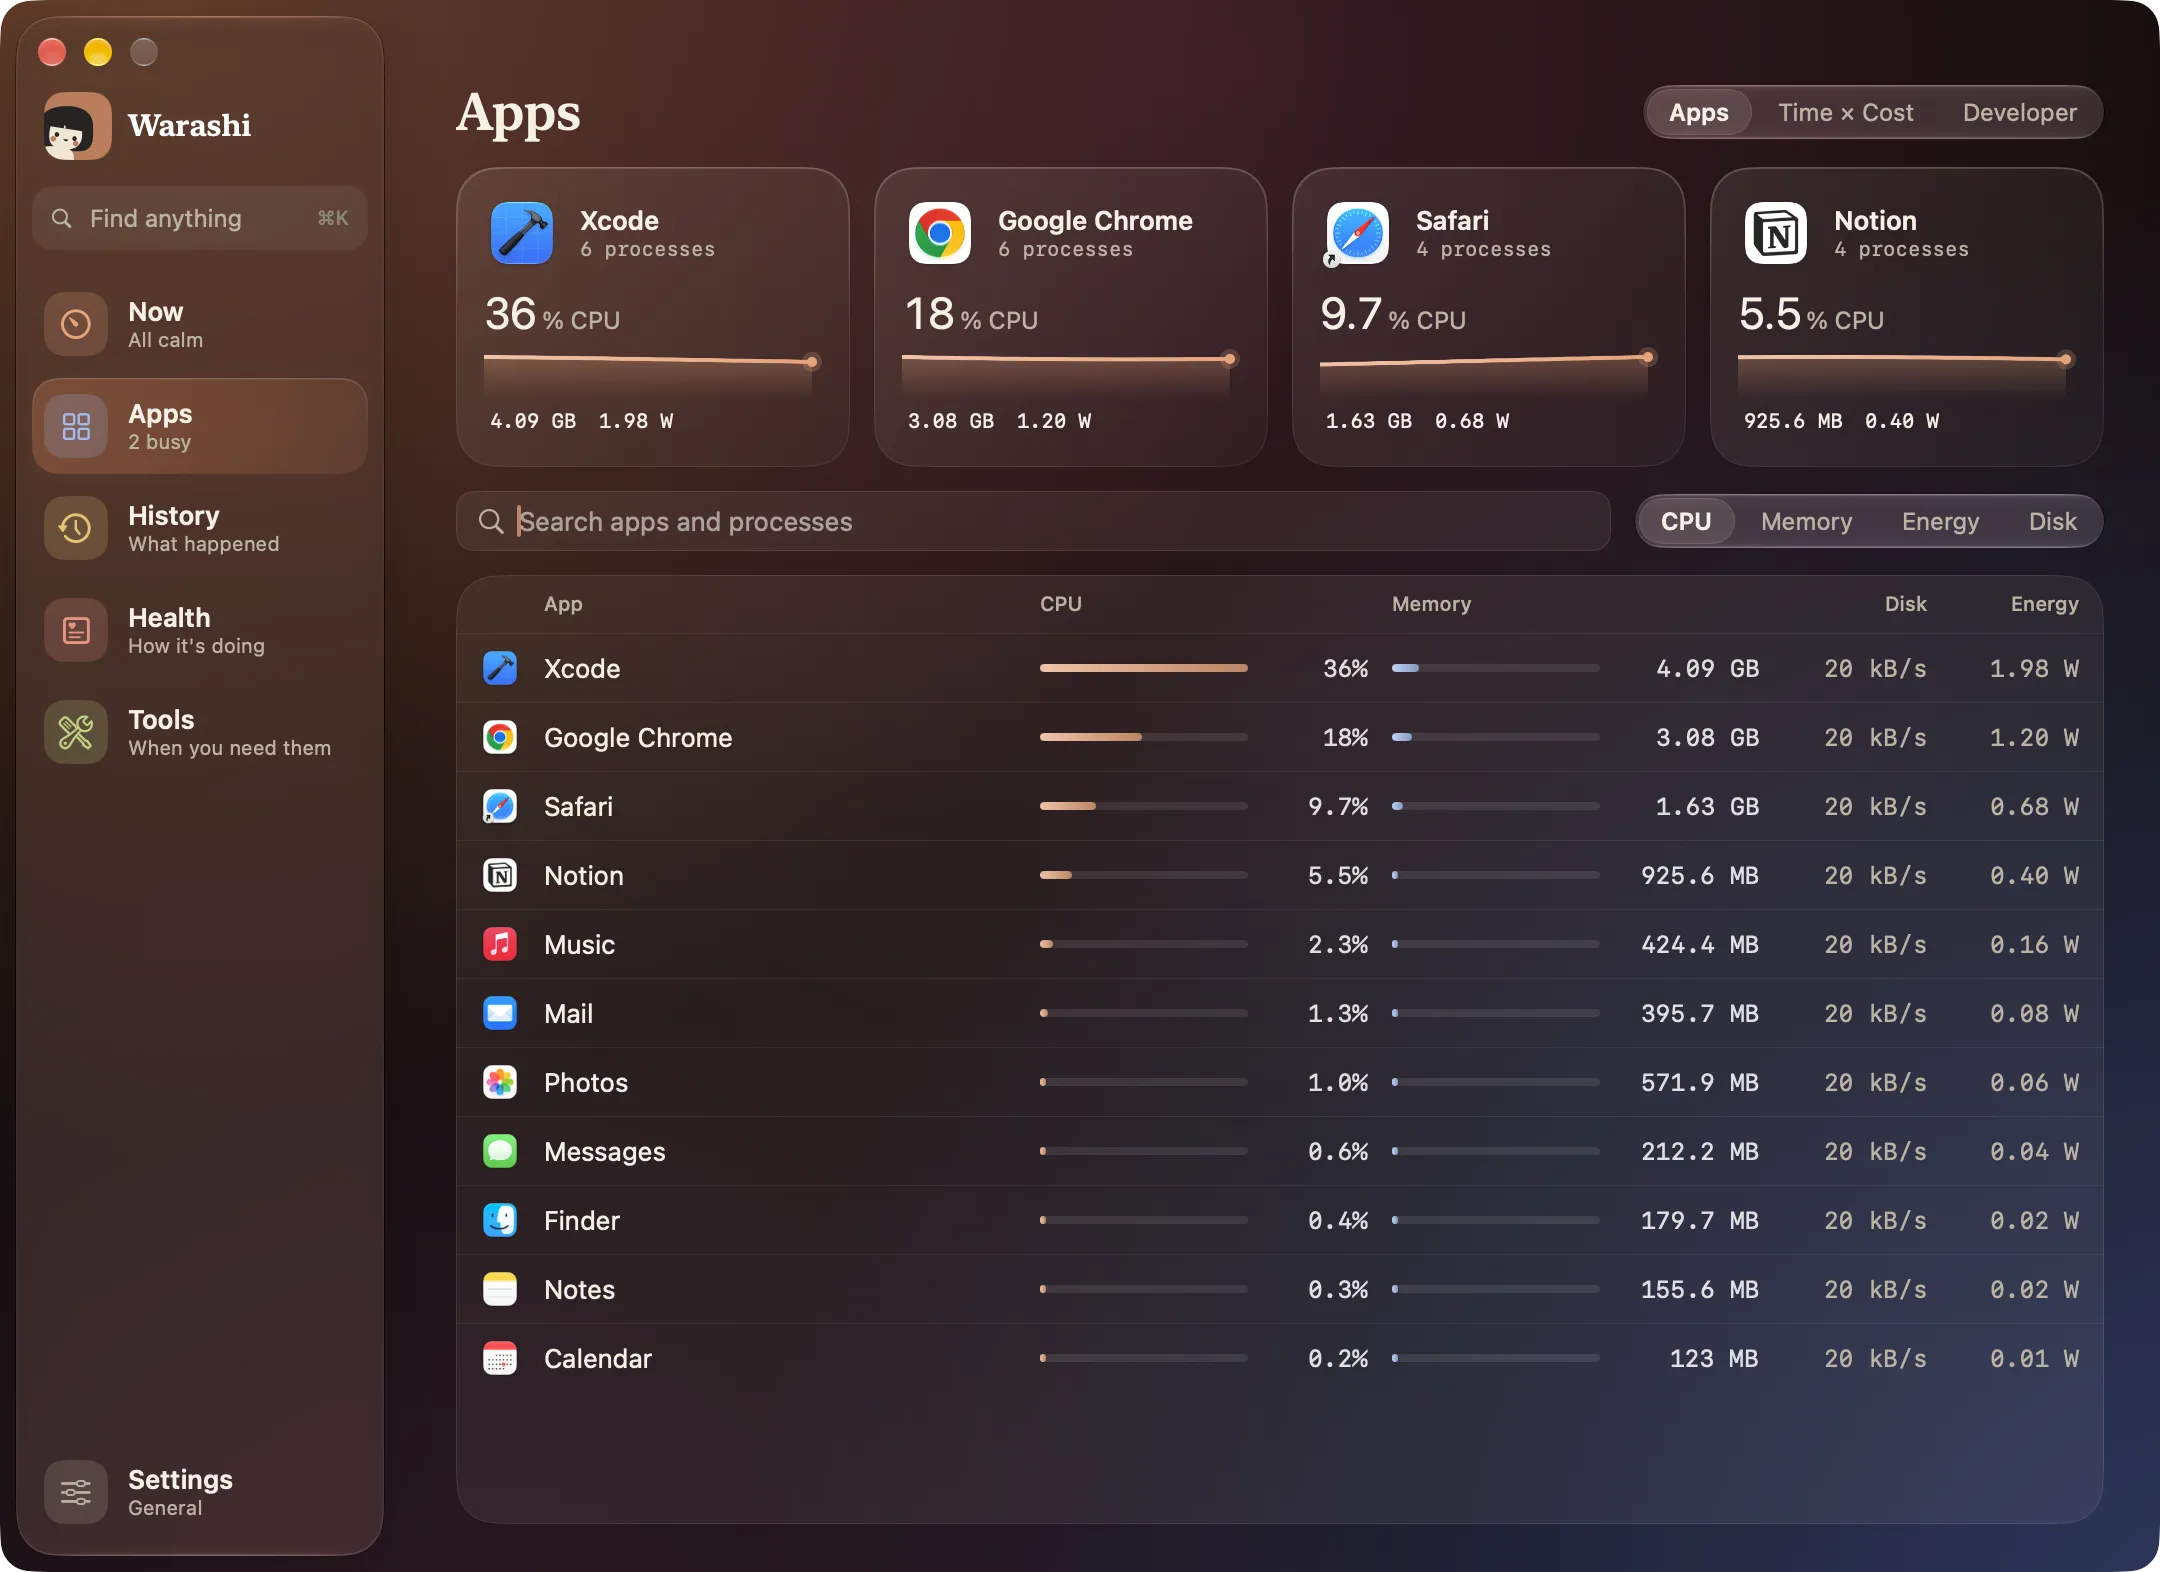 Warashi
Find anything ⌘K
Now
All calm
Apps
2 busy
History
What happened
Health
How it's doing
Tools
When you need them
Settings
General
Apps
Apps Time × Cost Developer
Xcode
6 processes
36 % CPU
4.09 GB 1.98 W
Google Chrome
6 processes
18 % CPU
3.08 GB 1.20 W
Safari
4 processes
9.7 % CPU
1.63 GB 0.68 W
Notion
4 processes
5.5 % CPU
925.6 MB 0.40 W
Search apps and processes
CPU Memory Energy Disk
App CPU Memory Disk Energy
Xcode 36% 4.09 GB 20 kB/s 1.98 W
Google Chrome 18% 3.08 GB 20 kB/s 1.20 W
Safari 9.7% 1.63 GB 20 kB/s 0.68 W
Notion 5.5% 925.6 MB 20 kB/s 0.40 W
Music 2.3% 424.4 MB 20 kB/s 0.16 W
Mail 1.3% 395.7 MB 20 kB/s 0.08 W
Photos 1.0% 571.9 MB 20 kB/s 0.06 W
Messages 0.6% 212.2 MB 20 kB/s 0.04 W
Finder 0.4% 179.7 MB 20 kB/s 0.02 W
Notes 0.3% 155.6 MB 20 kB/s 0.02 W
Calendar 0.2% 123 MB 20 kB/s 0.01 W